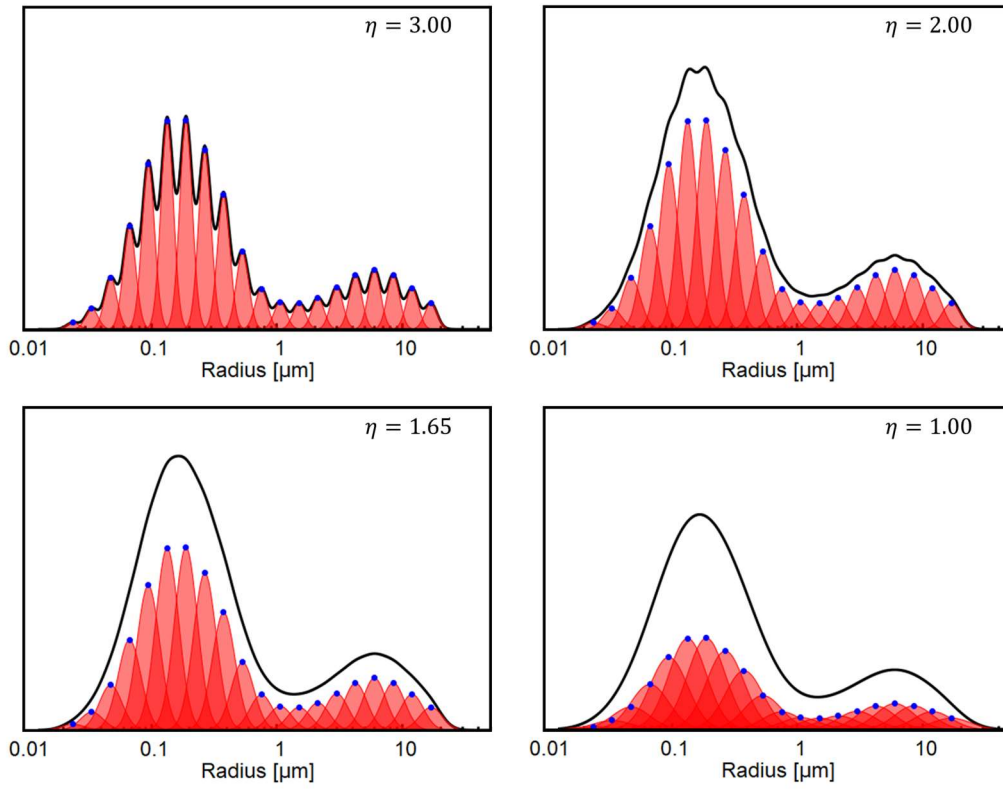 η = 3.00
0.01 0.1 1 10
Radius [µm]
η = 2.00
0.01 0.1 1 10
Radius [µm]
η = 1.65
0.01 0.1 1 10
Radius [µm]
η = 1.00
0.01 0.1 1 10
Radius [µm]